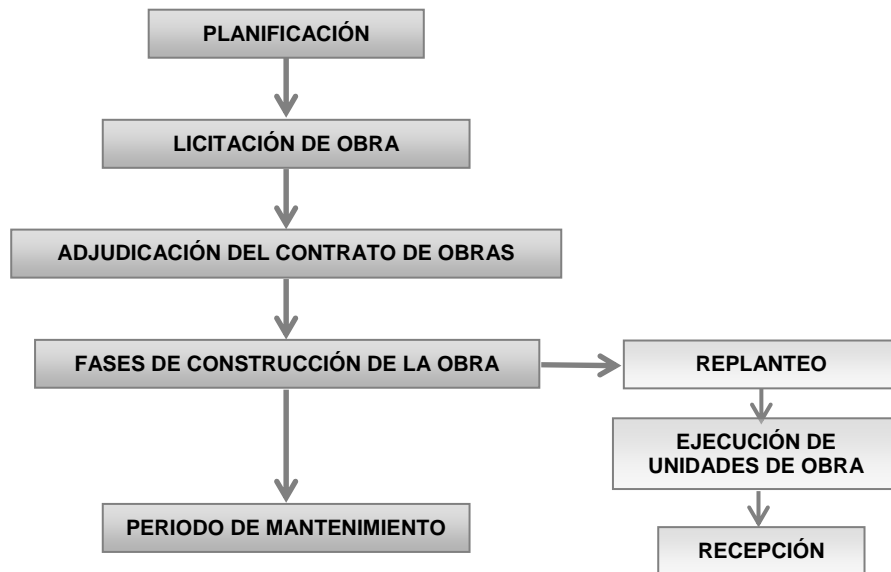 PLANIFICACIÓN
LICITACIÓN DE OBRA
ADJUDICACIÓN DEL CONTRATO DE OBRAS
FASES DE CONSTRUCCIÓN DE LA OBRA
REPLANTEO
EJECUCIÓN DE
UNIDADES DE OBRA
PERIODO DE MANTENIMIENTO
RECEPCIÓN